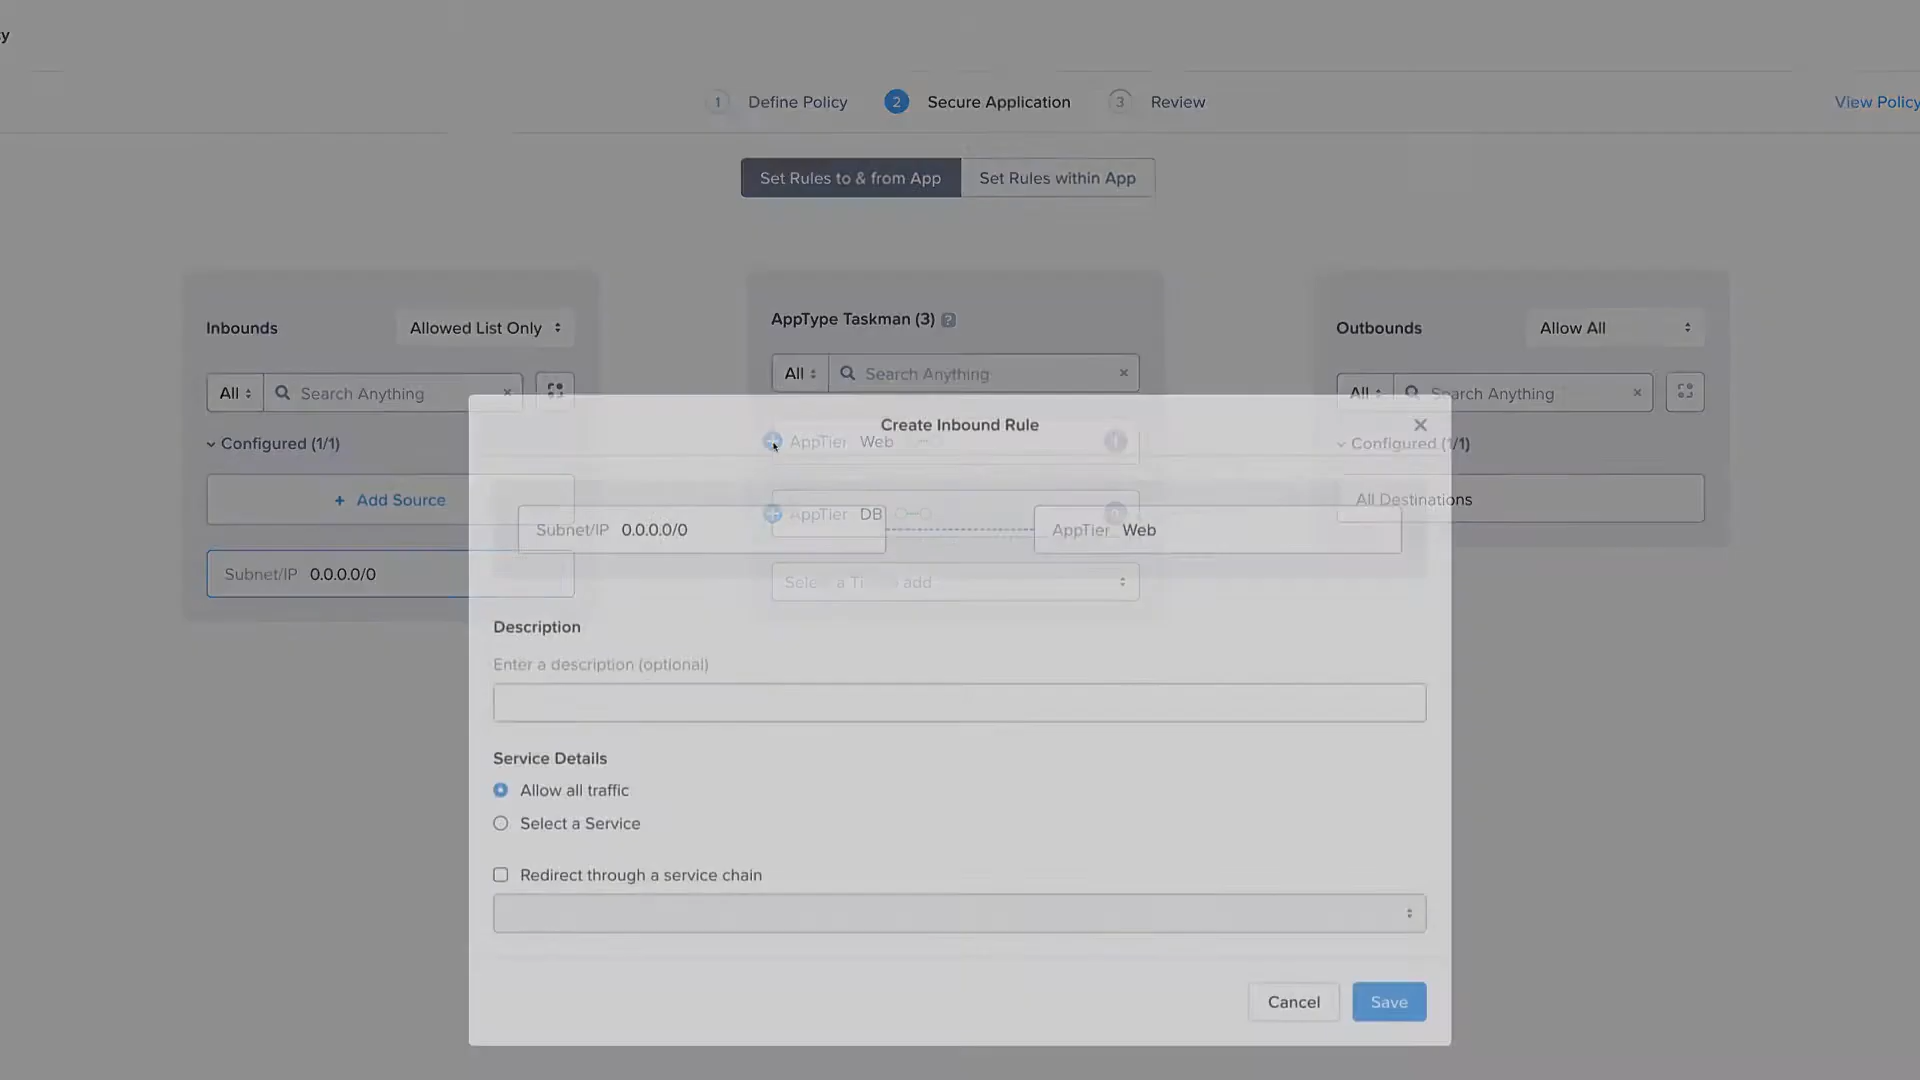 y
1 Define Policy 2 Secure Application 3 Review
View Policy
Set Rules to & from App Set Rules within App
Inbounds Allowed List Only
All Search Anything ×
Configured (1/1)
+ Add Source
Subnet/IP 0.0.0.0/0
AppType Taskman (3) ?
All Search Anything ×
AppTier Web
AppTier DB
add
Outbounds Allow All
All Search Anything ×
Configured (1/1)
All Destinations
Create Inbound Rule ×
Subnet/IP 0.0.0.0/0
AppTier Web
Description
Enter a description (optional)
Service Details
Allow all traffic
Select a Service
Redirect through a service chain
Cancel Save